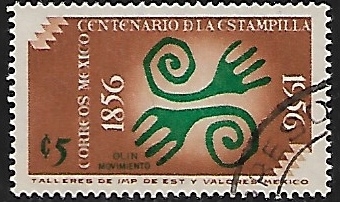 CENTENARIO D LA ESTAMPILLA
CORREOS MEXICO
1856
1956
¢5
OLIN
MOVIMIENTO
TALLERES DE IMP DE EST Y VALORES-MEXICO